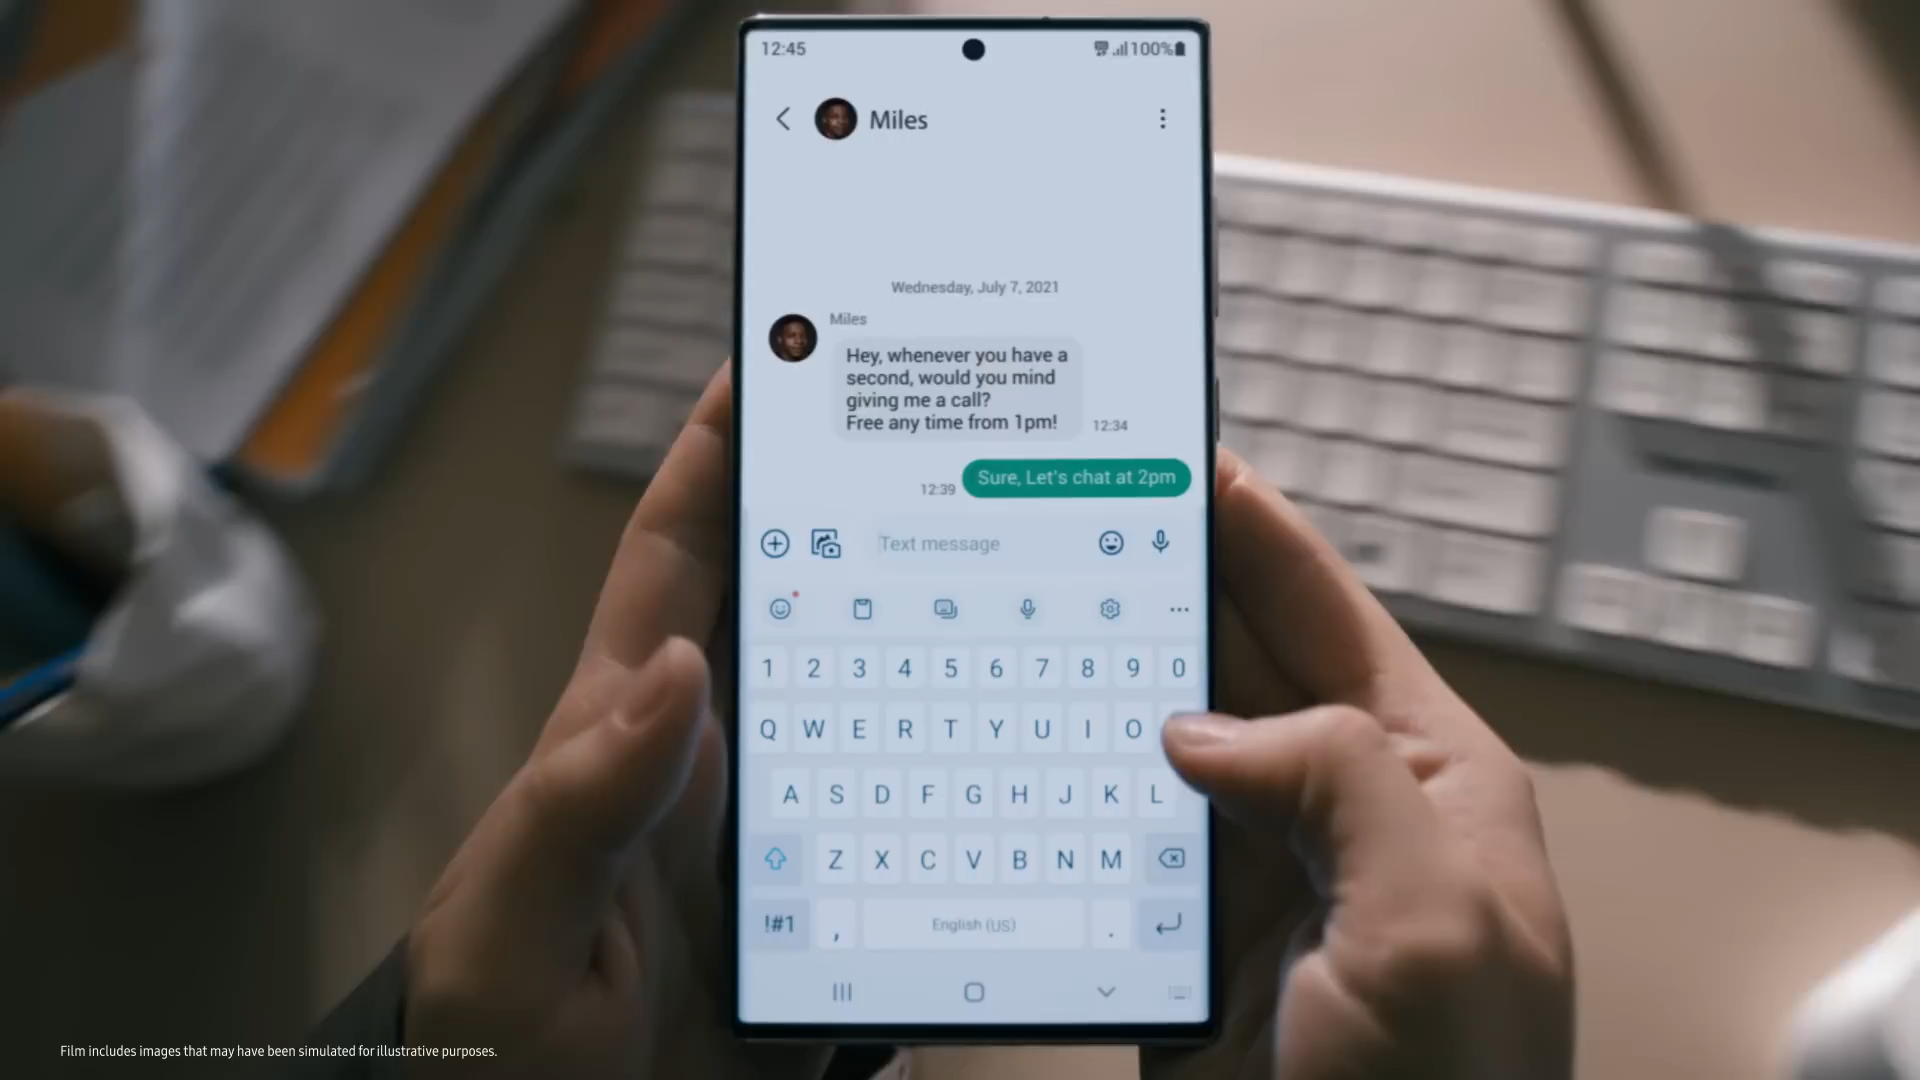 12:45
100%
Miles
Wednesday, July 7, 2021
Miles
Hey, whenever you have a
second, would you mind
giving me a call?
Free any time from 1pm!
12:34
Sure, Let's chat at 2pm
12:39
Text message
1 2 3 4 5 6 7 8 9 0
Q W E R T Y U I O
A S D F G H J K L
Z X C V B N M
!#1 , English (US) .
Film includes images that may have been simulated for illustrative purposes.